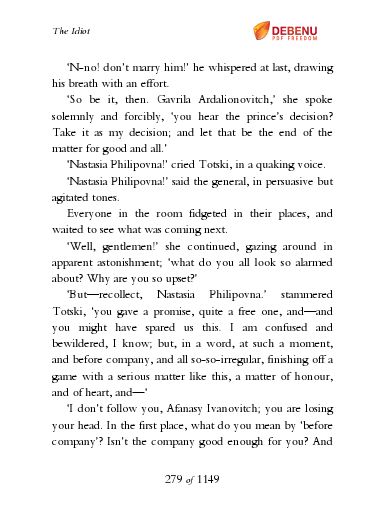 The Idiot
DEBENU
PDF FREEDOM
'N-no! don't marry him!' he whispered at last, drawing
his breath with an effort.
'So be it, then. Gavrila Ardalionovitch,' she spoke
solemnly and forcibly, 'you hear the prince's decision?
Take it as my decision; and let that be the end of the
matter for good and all.'
'Nastasia Philipovna!' cried Totski, in a quaking voice.
'Nastasia Philipovna!' said the general, in persuasive but
agitated tones.
Everyone in the room fidgeted in their places, and
waited to see what was coming next.
'Well, gentlemen!' she continued, gazing around in
apparent astonishment; 'what do you all look so alarmed
about? Why are you so upset?'
'But—recollect, Nastasia Philipovna.' stammered
Totski, 'you gave a promise, quite a free one, and—and
you might have spared us this. I am confused and
bewildered, I know; but, in a word, at such a moment,
and before company, and all so-so-irregular, finishing off a
game with a serious matter like this, a matter of honour,
and of heart, and—'
'I don't follow you, Afanasy Ivanovitch; you are losing
your head. In the first place, what do you mean by 'before
company'? Isn't the company good enough for you? And
279 of 1149